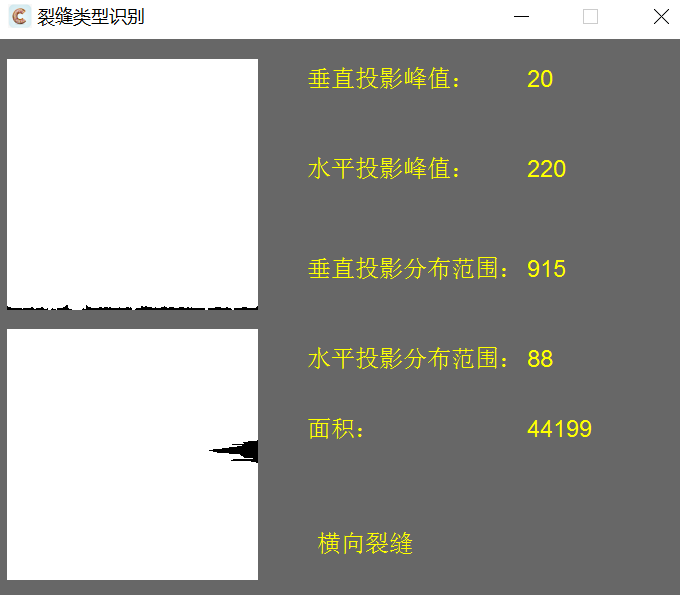 裂缝类型识别
垂直投影峰值： 20
水平投影峰值： 220
垂直投影分布范围： 915
水平投影分布范围： 88
面积： 44199
横向裂缝